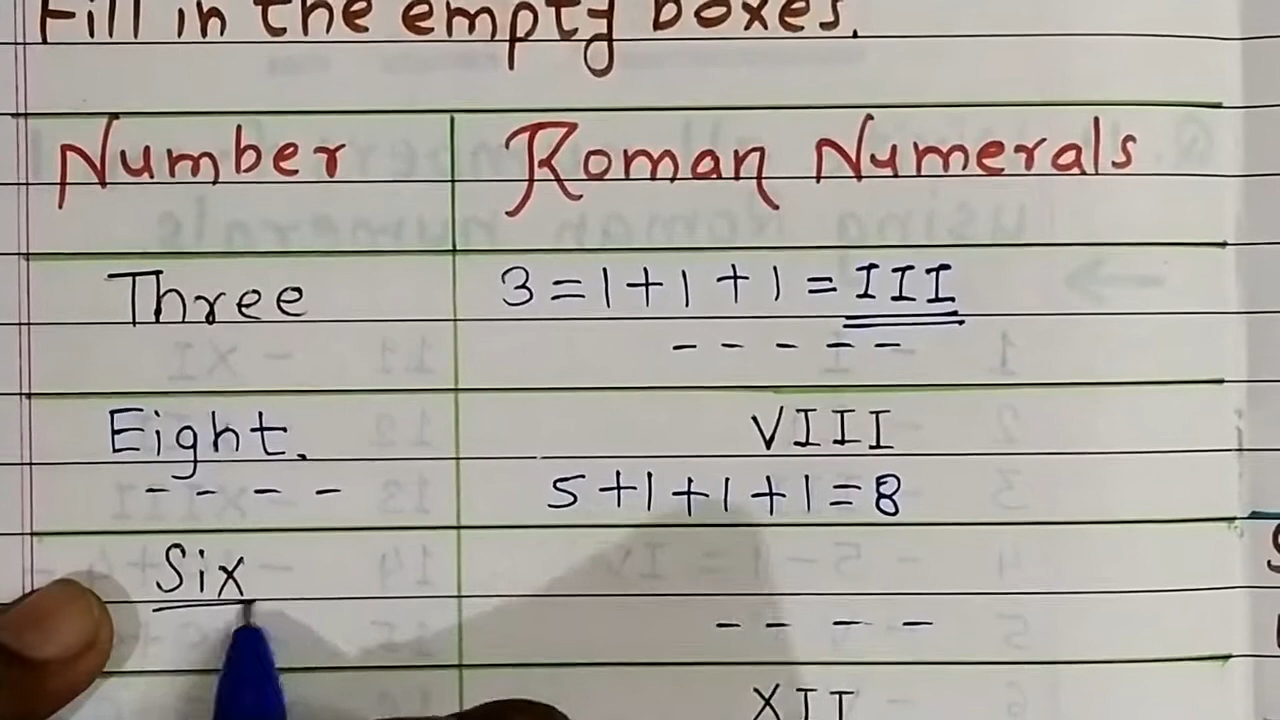 Fill in the empty boxes.
Number Roman Numerals
Three 3=1+1+1=III
- - - - -
Eight. VIII
- - - - 5+1+1+1=8
Six
- - - -
XII